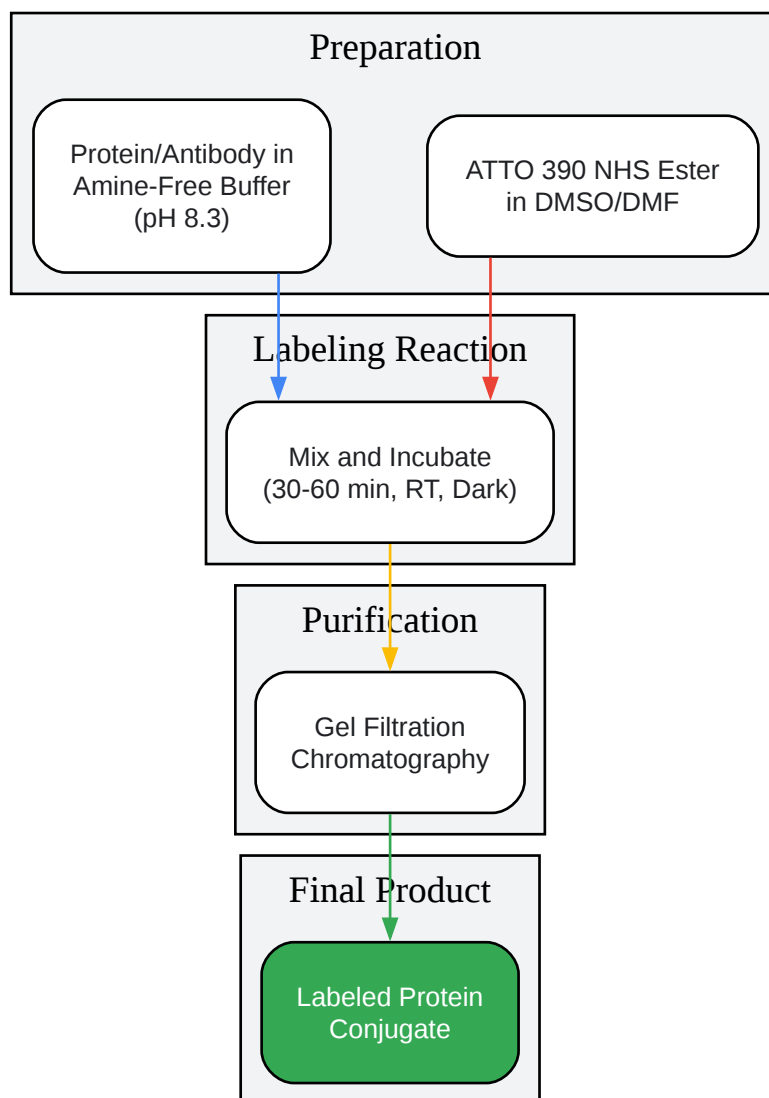 Preparation
Protein/Antibody in
Amine-Free Buffer
(pH 8.3)
ATTO 390 NHS Ester
in DMSO/DMF
Labeling Reaction
Mix and Incubate
(30-60 min, RT, Dark)
Purification
Gel Filtration
Chromatography
Final Product
Labeled Protein
Conjugate